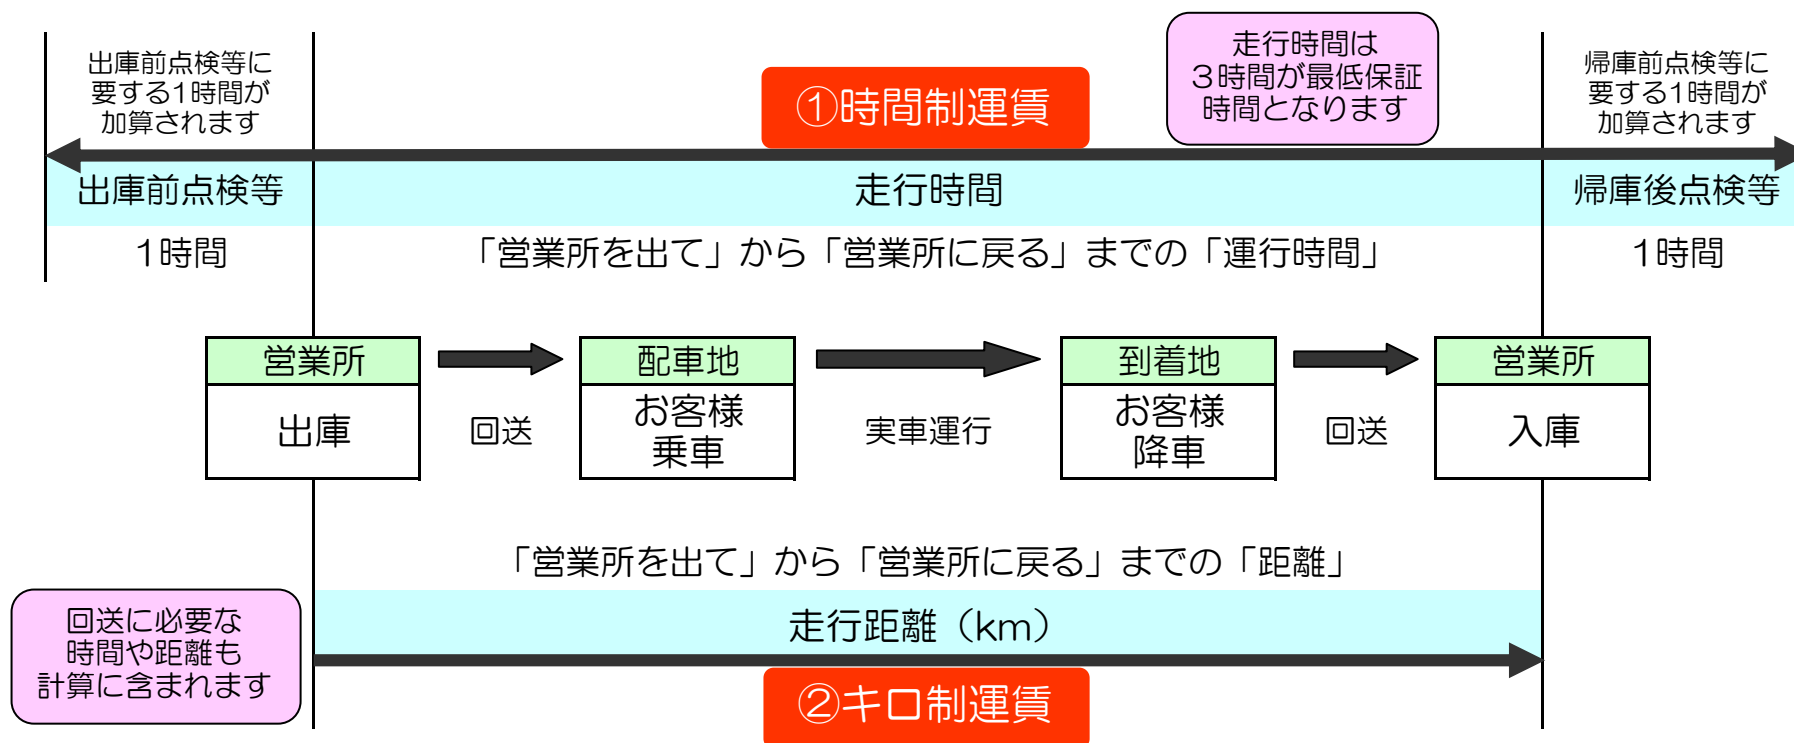 出庫前点検等に
要する1時間が
加算されます
①時間制運賃
走行時間は
3時間が最低保証
時間となります
帰庫前点検等に
要する1時間が
加算されます
出庫前点検等
走行時間
帰庫後点検等
1時間
「営業所を出て」から「営業所に戻る」までの「運行時間」
1時間
営業所
出庫
回送
配車地
お客様
乗車
実車運行
到着地
お客様
降車
回送
営業所
入庫
「営業所を出て」から「営業所に戻る」までの「距離」
回送に必要な
時間や距離も
計算に含まれます
走行距離（km）
②キロ制運賃